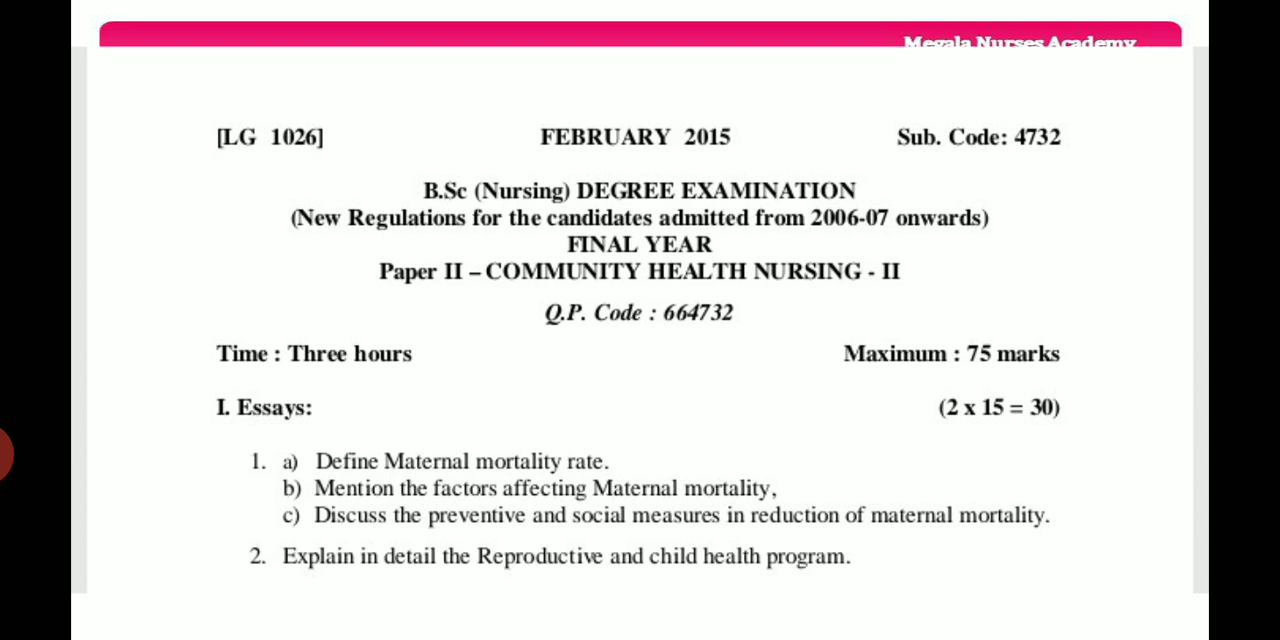 Megala Nurses Academy
[LG 1026] FEBRUARY 2015 Sub. Code: 4732
B.Sc (Nursing) DEGREE EXAMINATION
(New Regulations for the candidates admitted from 2006-07 onwards)
FINAL YEAR
Paper II – COMMUNITY HEALTH NURSING - II
Q.P. Code : 664732
Time : Three hours Maximum : 75 marks
I. Essays: (2 x 15 = 30)
1. a) Define Maternal mortality rate.
b) Mention the factors affecting Maternal mortality,
c) Discuss the preventive and social measures in reduction of maternal mortality.
2. Explain in detail the Reproductive and child health program.